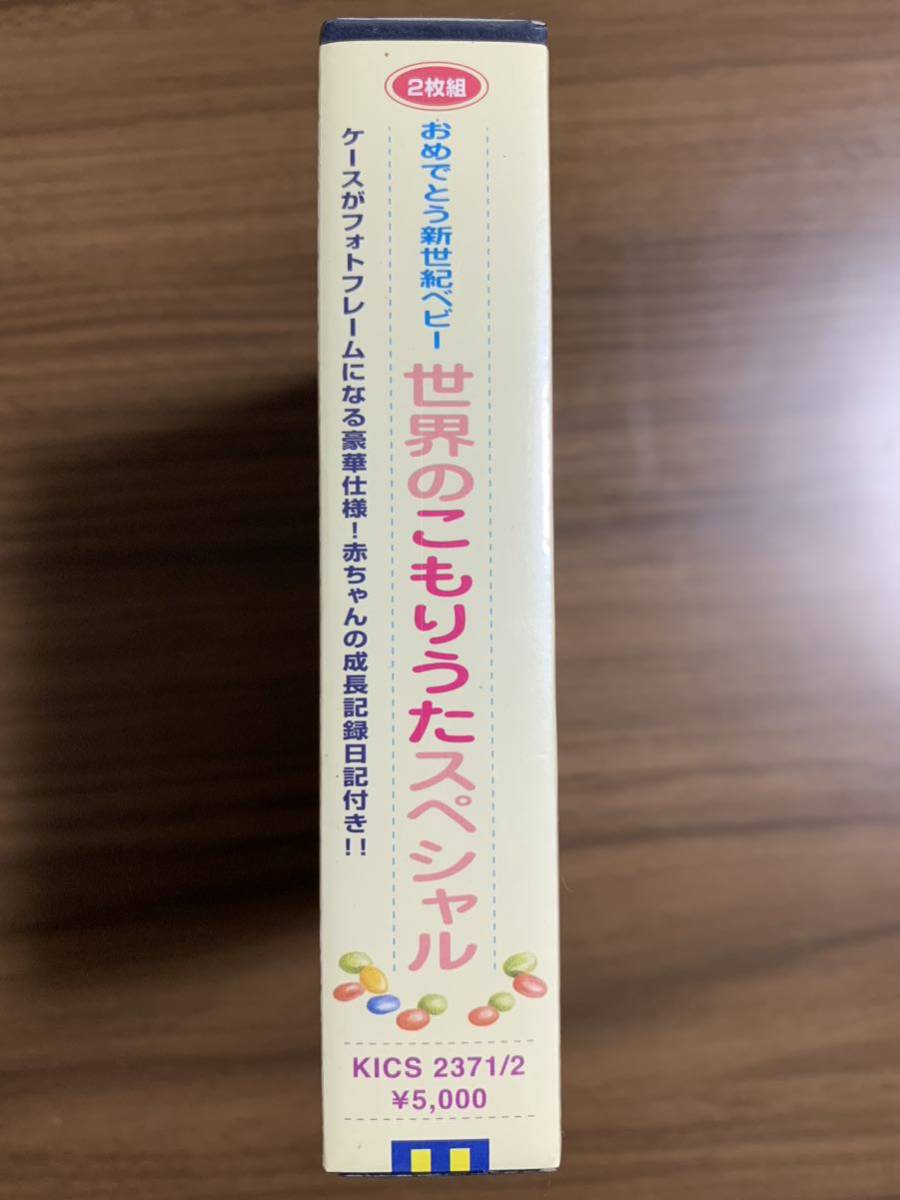 2枚組
おめでとう新世紀ベビー
世界のこもりうたスペシャル
ケースがフォトフレームになる豪華仕様！赤ちゃんの成長記録日記付き！！
KICS 2371/2
¥5,000